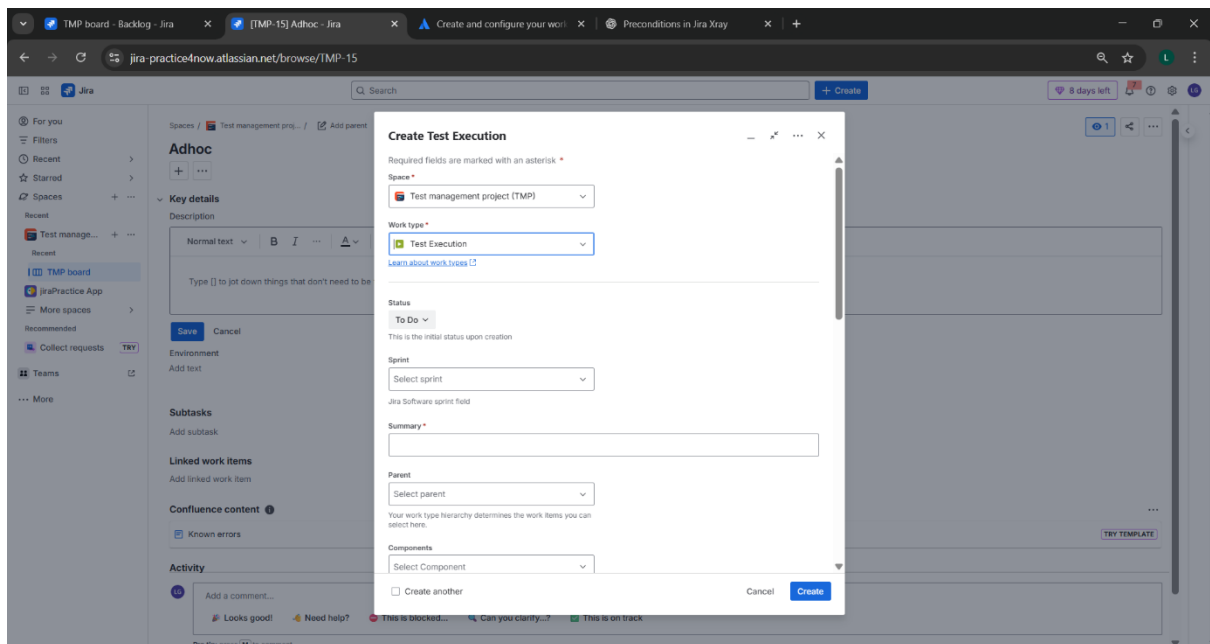 TMP board - Backlog - Jira
[TMP-15] Adhoc - Jira
Create and configure your work
Preconditions in Jira Xray
jira-practice4now.atlassian.net/browse/TMP-15
L
Jira
Search
+ Create
8 days left
LG
For you
Filters
Recent
Starred
Spaces
Recent
Test manage...
Recent
TMP board
JiraPractice App
More spaces
Recommended
Collect requests
TRY
Teams
More
Spaces / Test management proj... / Add parent
Adhoc
1
Key details
Description
Normal text B I ... A
Type [] to jot down things that don't need to be
Save Cancel
Environment
Add text
Subtasks
Add subtask
Linked work items
Add linked work item
Confluence content
Known errors
TRY TEMPLATE
Activity
LG
Add a comment...
Looks good! Need help? This is blocked... Can you clarify...? This is on track
Create Test Execution
Required fields are marked with an asterisk *
Space *
Test management project (TMP)
Work type *
Test Execution
Learn about work types
Status
To Do
This is the initial status upon creation
Sprint
Select sprint
Jira Software sprint field
Summary *
Parent
Select parent
Your work type hierarchy determines the work items you can
select here.
Components
Select Component
Create another
Cancel Create